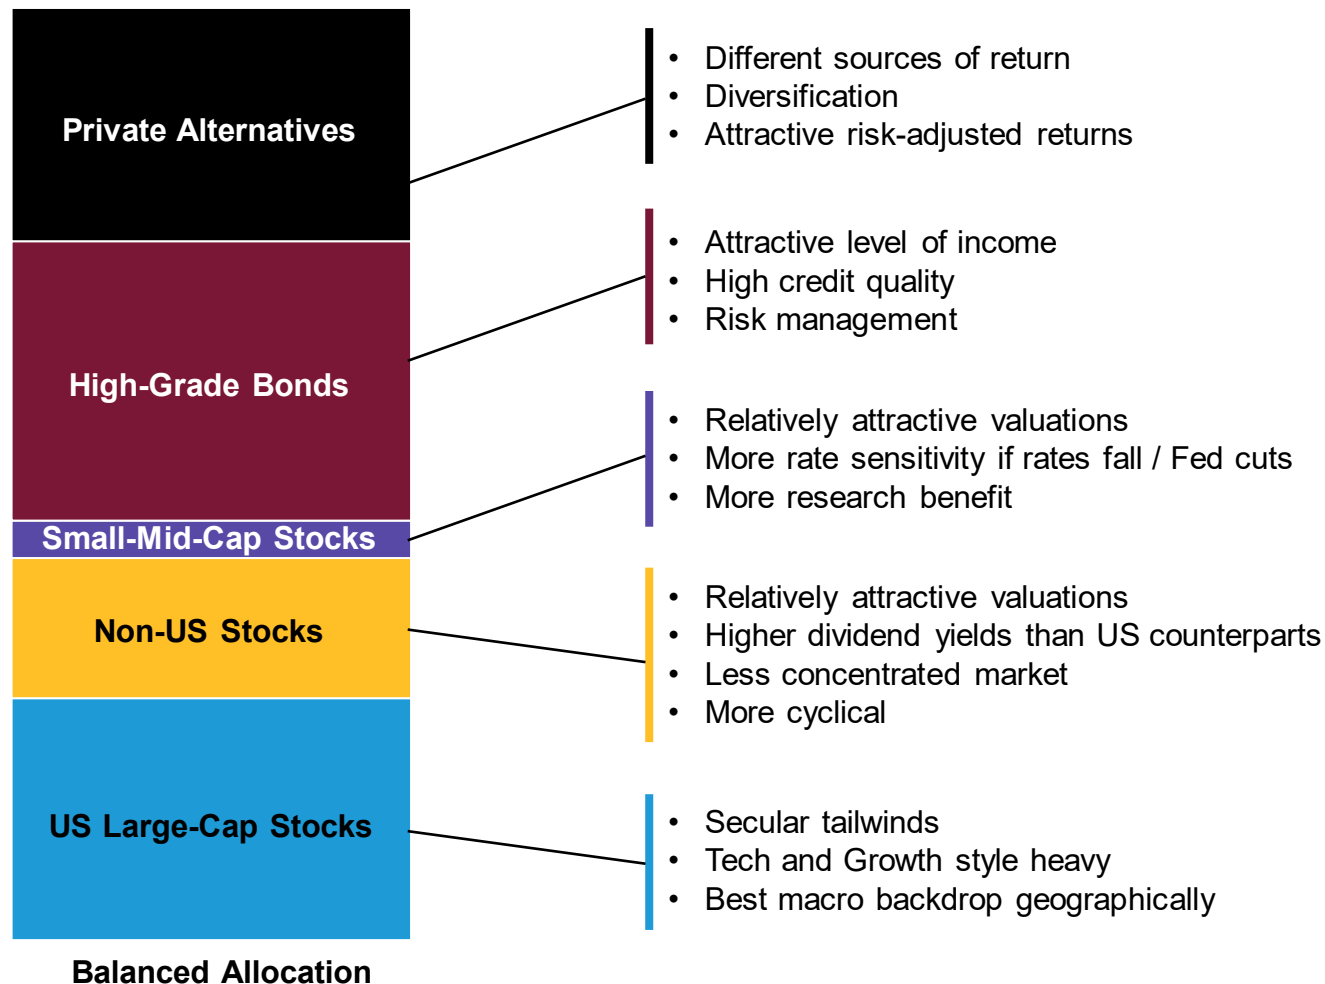 Private Alternatives
• Different sources of return
• Diversification
• Attractive risk-adjusted returns
High-Grade Bonds
• Attractive level of income
• High credit quality
• Risk management
Small-Mid-Cap Stocks
• Relatively attractive valuations
• More rate sensitivity if rates fall / Fed cuts
• More research benefit
Non-US Stocks
• Relatively attractive valuations
• Higher dividend yields than US counterparts
• Less concentrated market
• More cyclical
US Large-Cap Stocks
• Secular tailwinds
• Tech and Growth style heavy
• Best macro backdrop geographically
Balanced Allocation